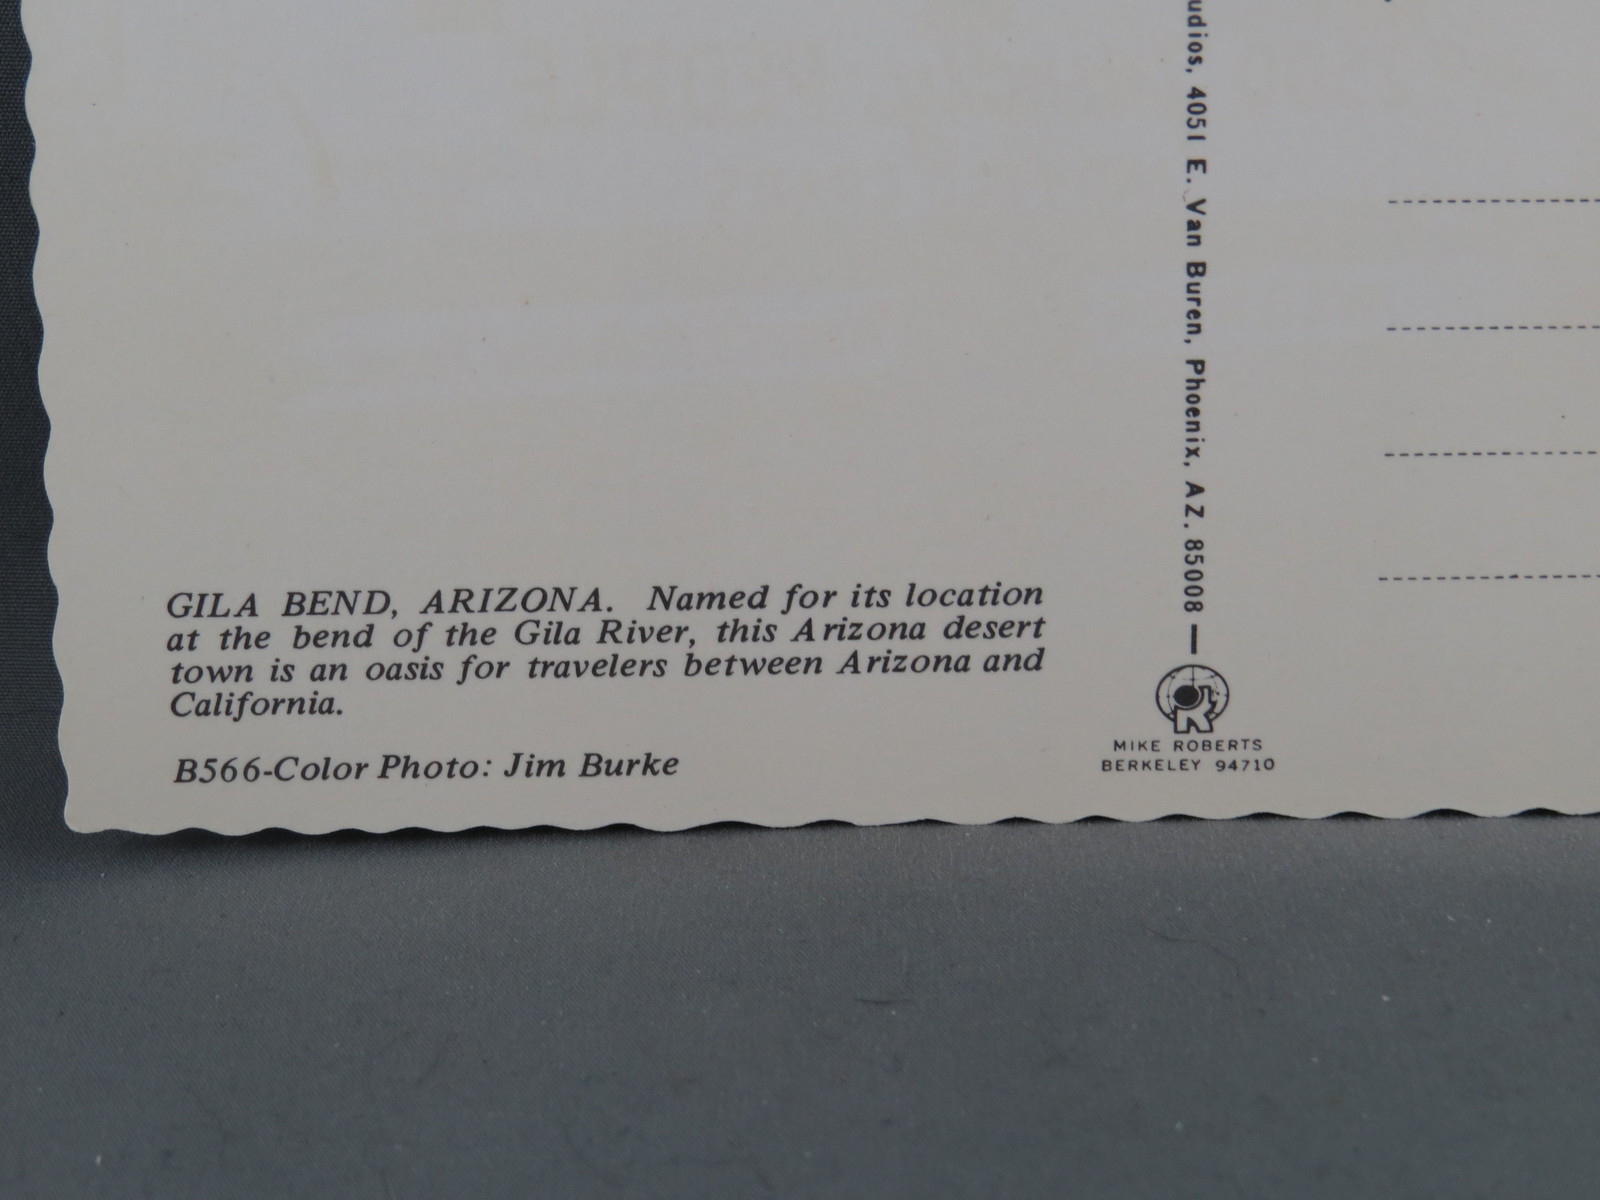 GILA BEND, ARIZONA. Named for its location
at the bend of the Gila River, this Arizona desert
town is an oasis for travelers between Arizona and
California.
B566-Color Photo: Jim Burke
udios, 4051 E. Van Buren, Phoenix, AZ. 85008 —
MIKE ROBERTS
BERKELEY 94710